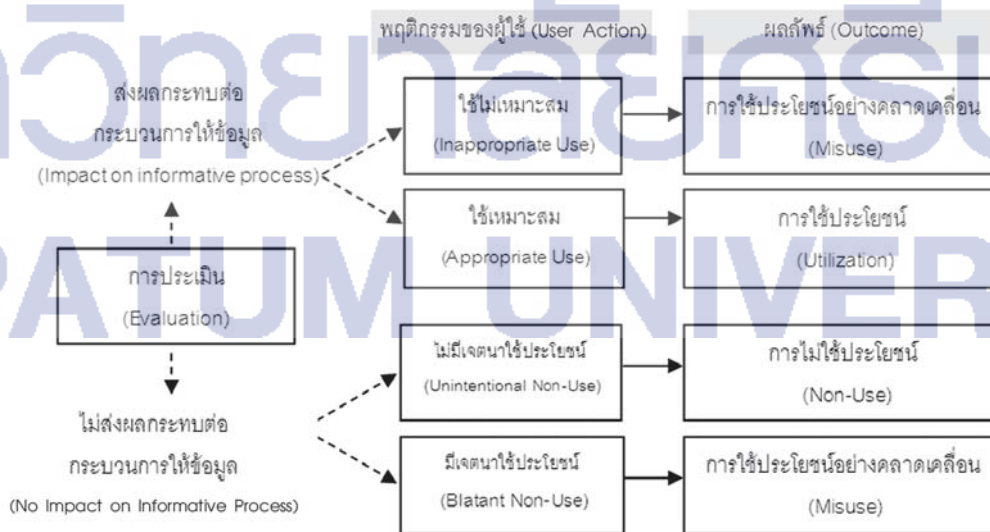 พฤติกรรมของผู้ใช้ (User Action)
ผลลัพธ์ (Outcome)
ส่งผลกระทบต่อ
กระบวนการให้ข้อมูล
(Impact on informative process)
ใช้ไม่เหมาะสม
(Inappropriate Use)
การใช้ประโยชน์อย่างคลาดเคลื่อน
(Misuse)
ใช้เหมาะสม
(Appropriate Use)
การใช้ประโยชน์
(Utilization)
การประเมิน
(Evaluation)
ไม่มีเจตนาใช้ประโยชน์
(Unintentional Non-Use)
การไม่ใช้ประโยชน์
(Non-Use)
ไม่ส่งผลกระทบต่อ
กระบวนการให้ข้อมูล
(No Impact on Informative Process)
มีเจตนาใช้ประโยชน์
(Blatant Non-Use)
การใช้ประโยชน์อย่างคลาดเคลื่อน
(Misuse)
PATUM UNIVER